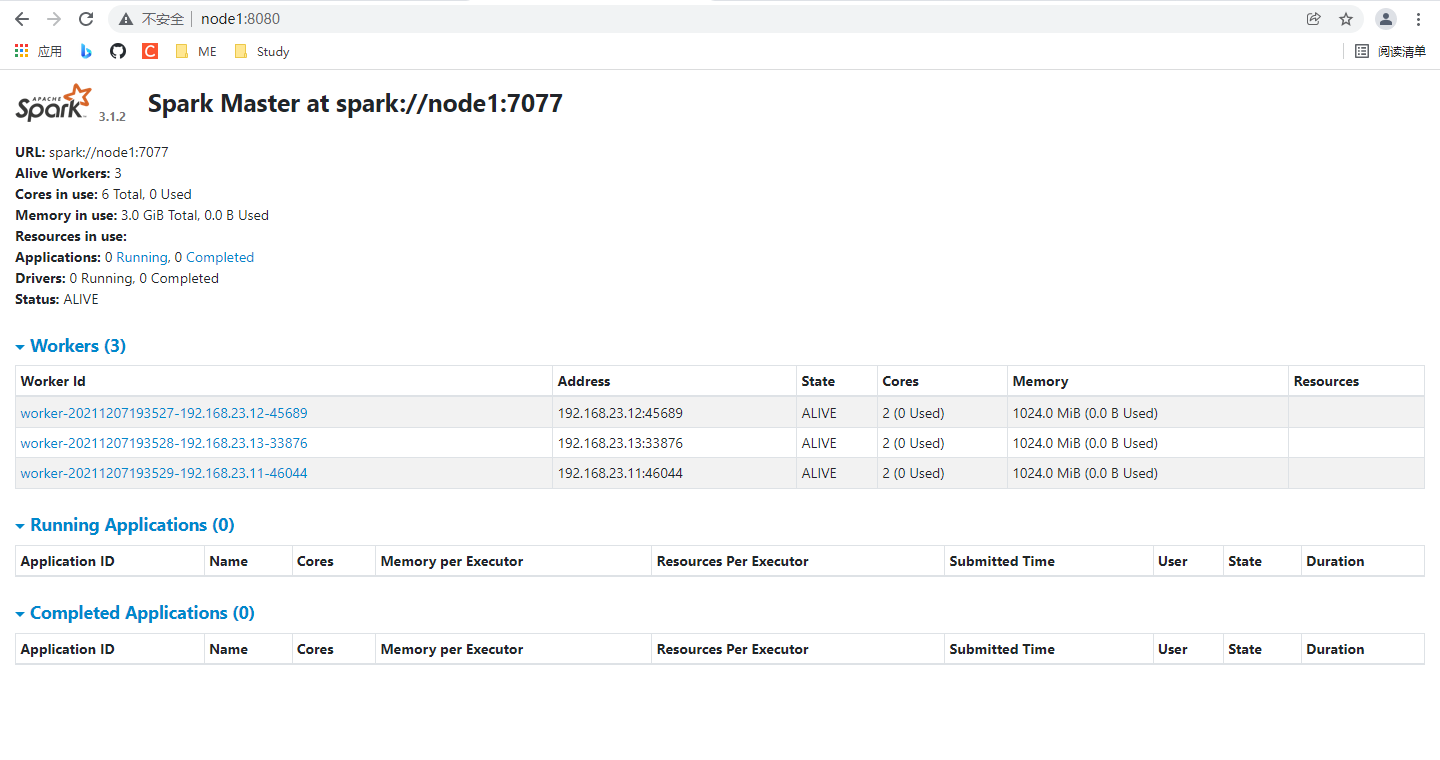 不安全 node1:8080
应用 ME Study 阅读清单
APACHE Spark 3.1.2 Spark Master at spark://node1:7077
URL: spark://node1:7077
Alive Workers: 3
Cores in use: 6 Total, 0 Used
Memory in use: 3.0 GiB Total, 0.0 B Used
Resources in use:
Applications: 0 Running, 0 Completed
Drivers: 0 Running, 0 Completed
Status: ALIVE
Workers (3)
Worker Id Address State Cores Memory Resources
worker-20211207193527-192.168.23.12-45689 192.168.23.12:45689 ALIVE 2 (0 Used) 1024.0 MiB (0.0 B Used)
worker-20211207193528-192.168.23.13-33876 192.168.23.13:33876 ALIVE 2 (0 Used) 1024.0 MiB (0.0 B Used)
worker-20211207193529-192.168.23.11-46044 192.168.23.11:46044 ALIVE 2 (0 Used) 1024.0 MiB (0.0 B Used)
Running Applications (0)
Application ID Name Cores Memory per Executor Resources Per Executor Submitted Time User State Duration
Completed Applications (0)
Application ID Name Cores Memory per Executor Resources Per Executor Submitted Time User State Duration